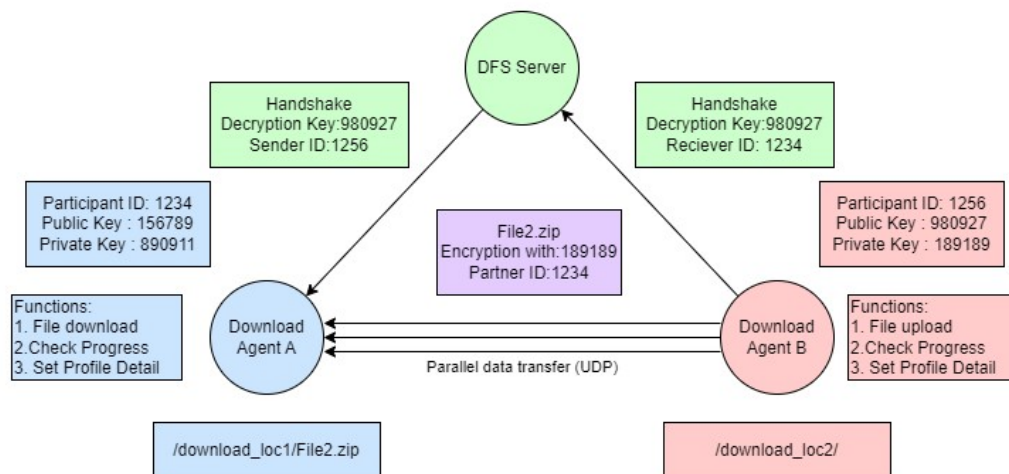 DFS Server
Handshake
Decryption Key:980927
Sender ID:1256
Handshake
Decryption Key:980927
Reciever ID: 1234
Participant ID: 1234
Public Key : 156789
Private Key : 890911
File2.zip
Encryption with:189189
Partner ID:1234
Participant ID: 1256
Public Key : 980927
Private Key : 189189
Functions:
1. File download
2.Check Progress
3. Set Profile Detail
Download
Agent A
Parallel data transfer (UDP)
Download
Agent B
Functions:
1. File upload
2.Check Progress
3. Set Profile Detail
/download_loc1/File2.zip
/download_loc2/